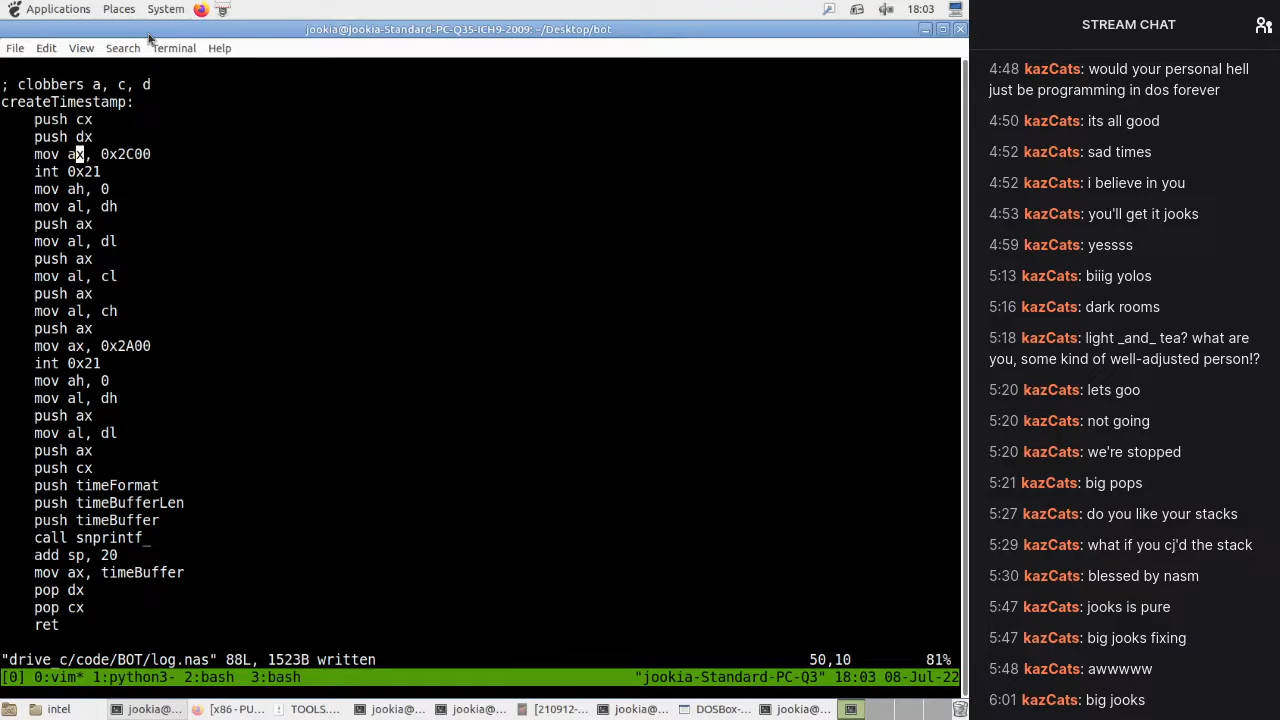 Applications Places System 18:03
jookia@jookia-Standard-PC-Q35-ICH9-2009: ~/Desktop/bot
File Edit View Search Terminal Help
; clobbers a, c, d
createTimestamp:
push cx
push dx
mov ax, 0x2C00
int 0x21
mov ah, 0
mov al, dh
push ax
mov al, dl
push ax
mov al, cl
push ax
mov al, ch
push ax
mov ax, 0x2A00
int 0x21
mov ah, 0
mov al, dh
push ax
mov al, dl
push ax
push cx
push timeFormat
push timeBufferLen
push timeBuffer
call snprintf_
add sp, 20
mov ax, timeBuffer
pop dx
pop cx
ret
"drive_c/code/BOT/log.nas" 88L, 1523B written 50,10 81%
[0] 0:vim* 1:python3- 2:bash 3:bash "jookia-Standard-PC-Q3" 18:03 08-Jul-22
intel jookia@... [x86 - PU... TOOLS.... jookia@... jookia@... [210912-... jookia@... DOSBox-... jookia@...
STREAM CHAT
4:48 kazCats: would your personal hell
just be programming in dos forever
4:50 kazCats: its all good
4:52 kazCats: sad times
4:52 kazCats: i believe in you
4:53 kazCats: you'll get it jooks
4:59 kazCats: yessss
5:13 kazCats: biiig yolos
5:16 kazCats: dark rooms
5:18 kazCats: light _and_ tea? what are
you, some kind of well-adjusted person!?
5:20 kazCats: lets goo
5:20 kazCats: not going
5:20 kazCats: we're stopped
5:21 kazCats: big pops
5:27 kazCats: do you like your stacks
5:29 kazCats: what if you cj'd the stack
5:30 kazCats: blessed by nasm
5:47 kazCats: jooks is pure
5:47 kazCats: big jooks fixing
5:48 kazCats: awwwww
6:01 kazCats: big jooks